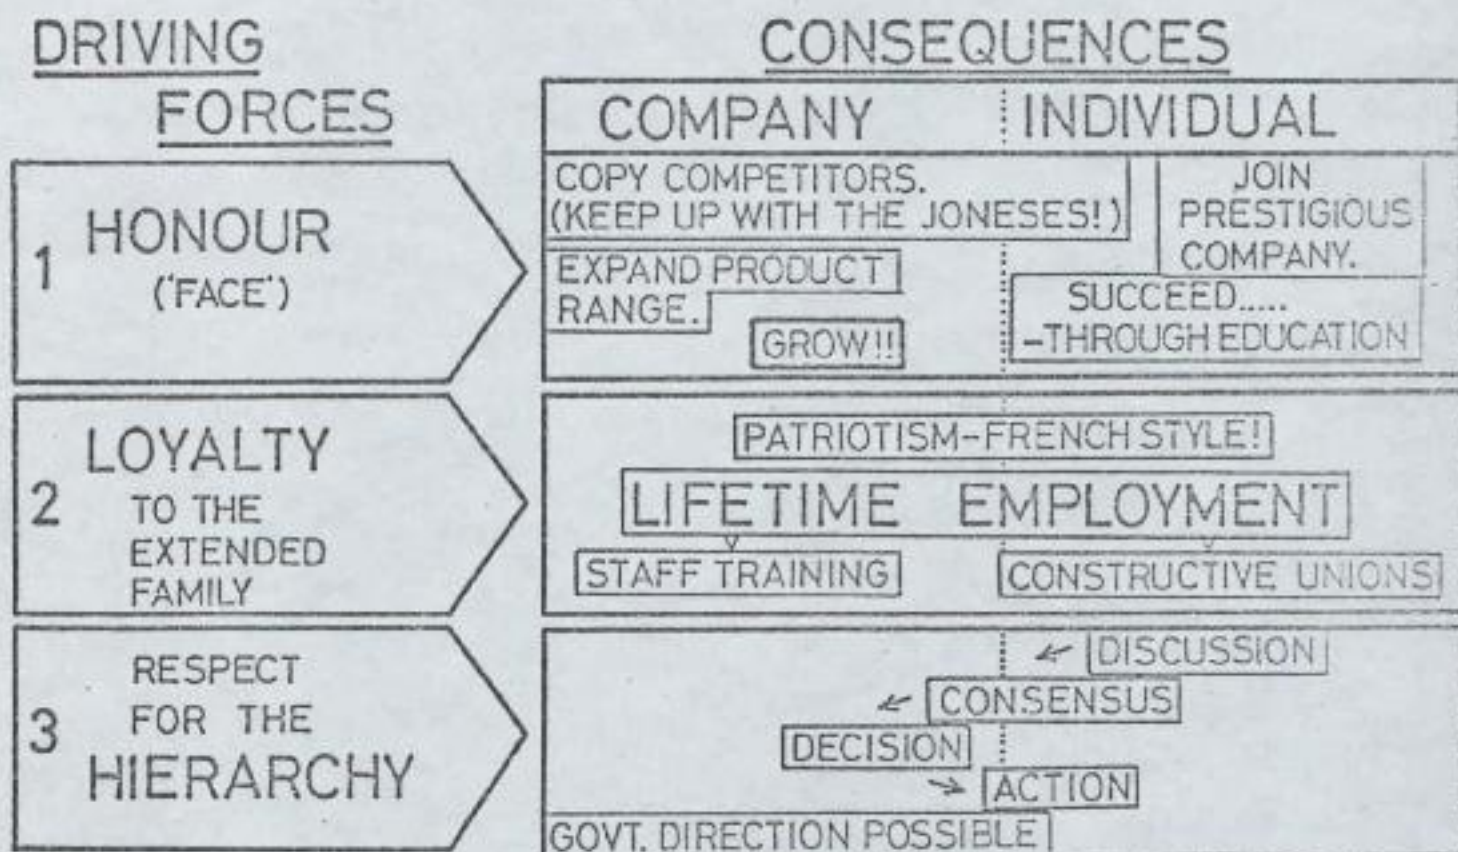 DRIVING
FORCES
CONSEQUENCES
COMPANY
INDIVIDUAL
1
HONOUR
("FACE")
COPY COMPETITORS.
(KEEP UP WITH THE JONESES!)
EXPAND PRODUCT
RANGE.
GROW!!
JOIN
PRESTIGIOUS
COMPANY.
SUCCEED.....
-THROUGH EDUCATION
2
LOYALTY
TO THE
EXTENDED
FAMILY
PATRIOTISM-FRENCH STYLE!
LIFETIME EMPLOYMENT
STAFF TRAINING
CONSTRUCTIVE UNIONS
3
RESPECT
FOR THE
HIERARCHY
DISCUSSION
CONSENSUS
DECISION
ACTION
GOVT. DIRECTION POSSIBLE